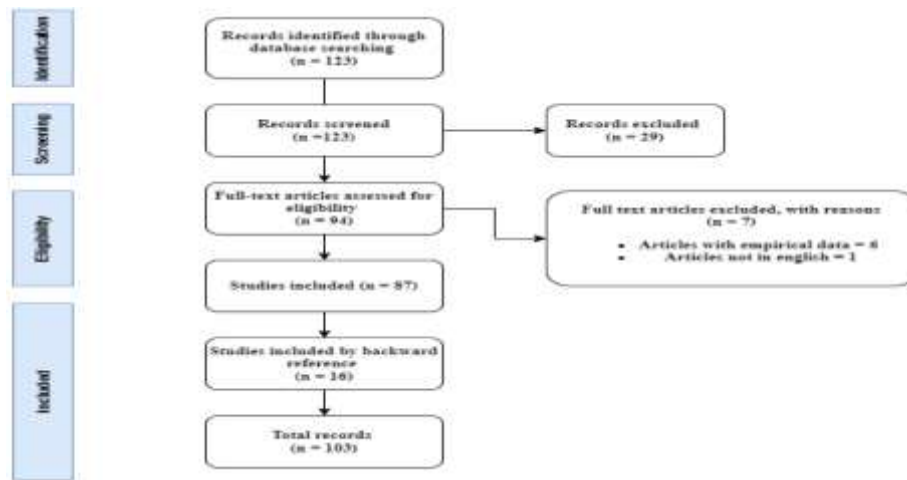 Identification
Records identified through
database searching
(n = 123)
Screening
Records screened
(n =123)
Records excluded
(n = 29)
Eligibility
Full-text articles assessed for
eligibility
(n = 94)
Full text articles excluded, with reasons
(n = 7)
• Articles with empirical data = 6
• Articles not in english = 1
Studies included (n = 87)
Included
Studies included by backward
reference
(n = 16)
Total records
(n = 103)